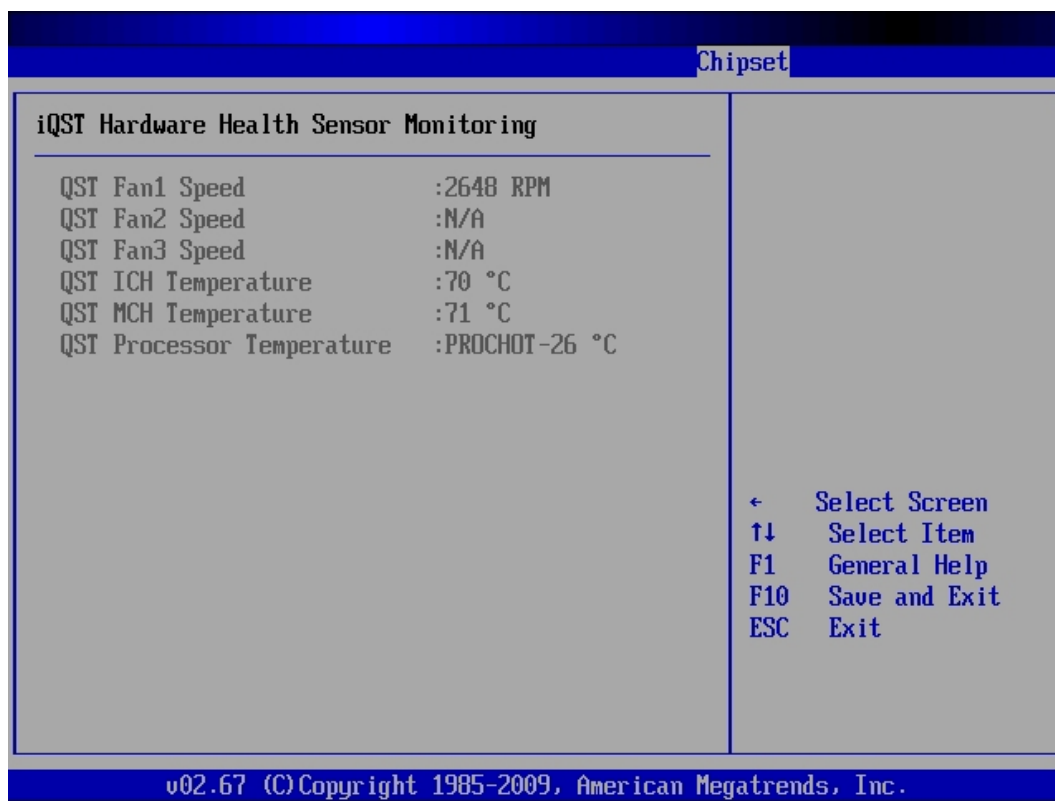 Chipset
iQST Hardware Health Sensor Monitoring
QST Fan1 Speed :2648 RPM
QST Fan2 Speed :N/A
QST Fan3 Speed :N/A
QST ICH Temperature :70 °C
QST MCH Temperature :71 °C
QST Processor Temperature :PROCHOT-26 °C
← Select Screen
↑↓ Select Item
F1 General Help
F10 Save and Exit
ESC Exit
v02.67 (C)Copyright 1985-2009, American Megatrends, Inc.